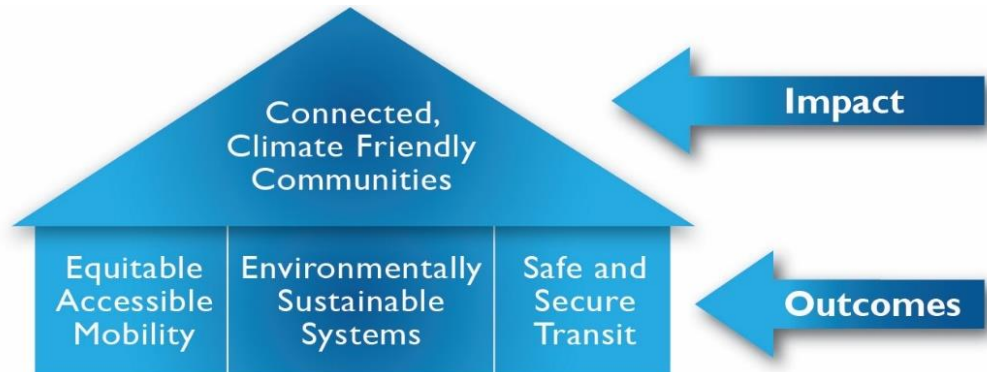 Connected,
Climate Friendly
Communities
Impact
Equitable
Accessible
Mobility
Environmentally
Sustainable
Systems
Safe and
Secure
Transit
Outcomes